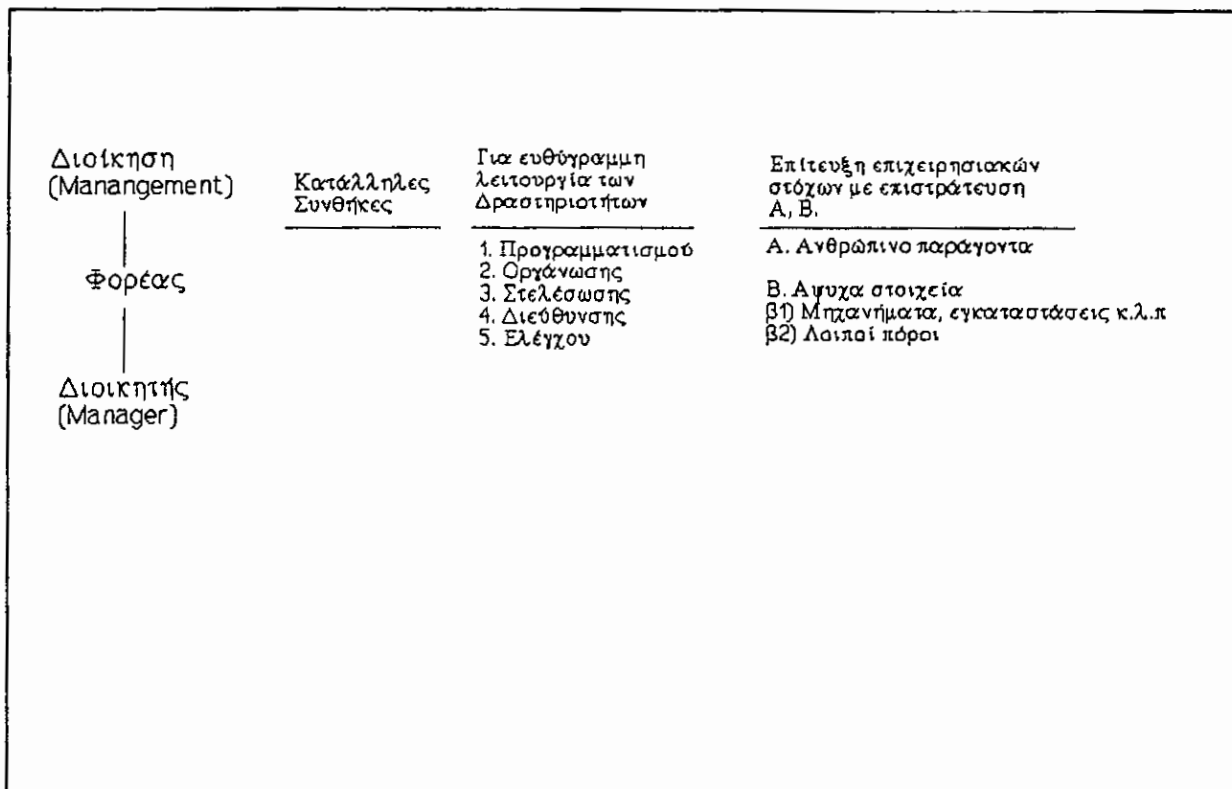 Διοίκηση
(Manangement)
Φορέας
Διοικητής
(Manager)
Κατάλληλες
Συνθήκες
Για ευθύγραμμη
λειτουργία των
Δραστηριοτήτων
1. Προγραμματισμού
2. Οργάνωσης
3. Στελέσωσης
4. Διεύθυνσης
5. Ελέγχου
Επίτευξη επιχειρησιακών
στόχων με επιστράτευση
Α, Β.
Α. Ανθρώπινο παράγοντα
Β. Αψυχα στοιχεία
β1) Μηχανήματα, εγκαταστάσεις κ.λ.π
β2) Λοιποί πόροι